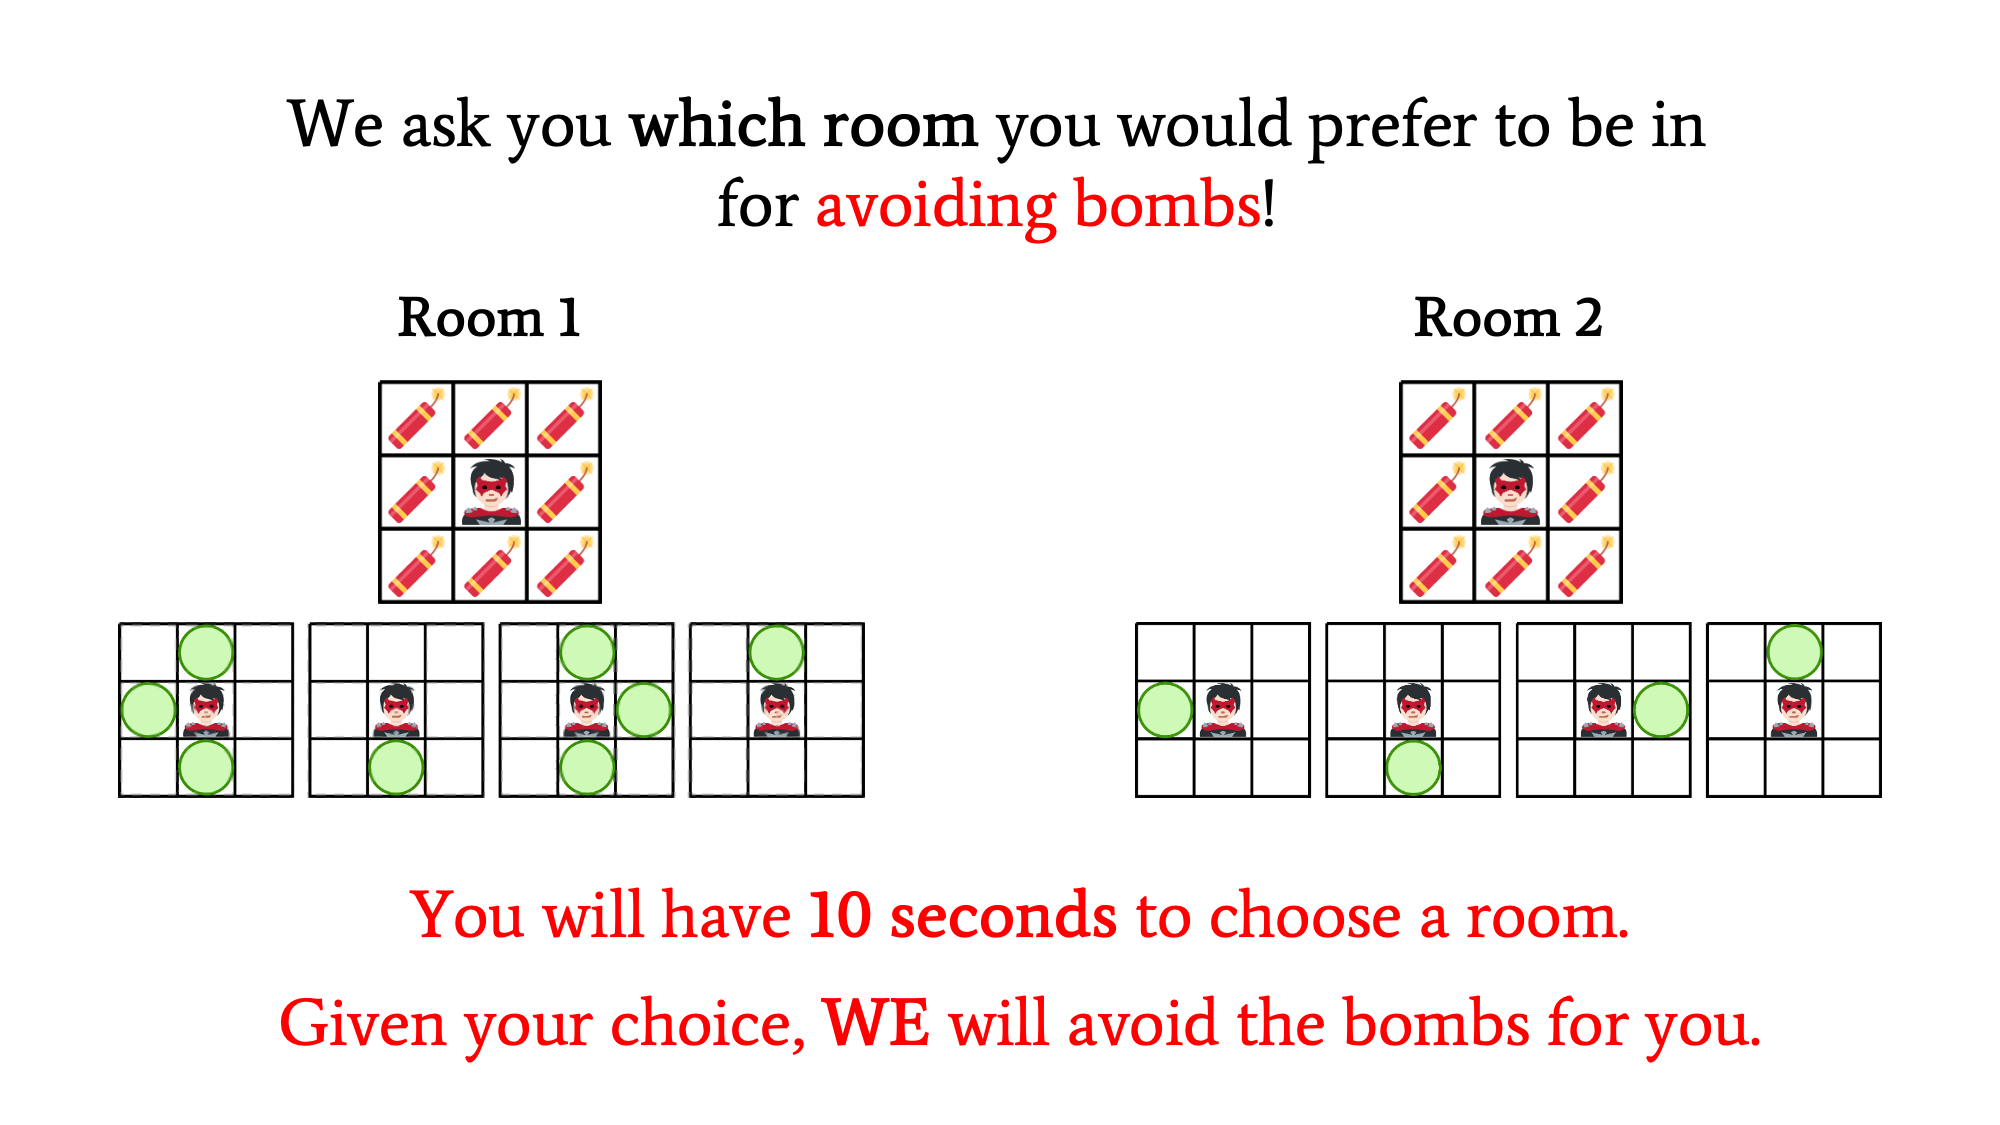 We ask you which room you would prefer to be in
for avoiding bombs!
Room 1
Room 2
You will have 10 seconds to choose a room.
Given your choice, WE will avoid the bombs for you.